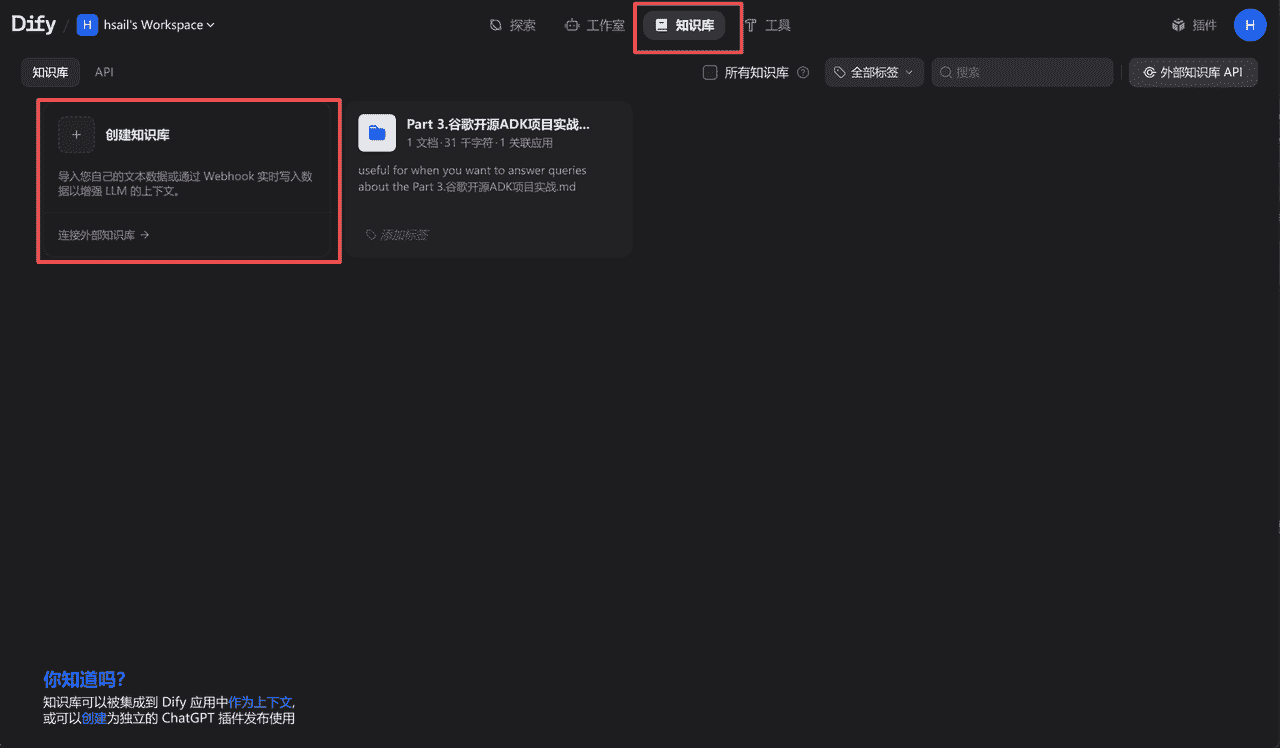 Dify / H hsail's Workspace
探索
工作室
知识库
工具
插件
H
知识库
API
所有知识库
全部标签
搜索
外部知识库 API
创建知识库
导入您自己的文本数据或通过 Webhook 实时写入数
据以增强 LLM 的上下文。
连接外部知识库 →
Part 3.谷歌开源ADK项目实战...
1 文档·31 千字符·1 关联应用
useful for when you want to answer queries
about the Part 3.谷歌开源ADK项目实战.md
添加标签
你知道吗?
知识库可以被集成到 Dify 应用中作为上下文,
或可以创建为独立的 ChatGPT 插件发布使用